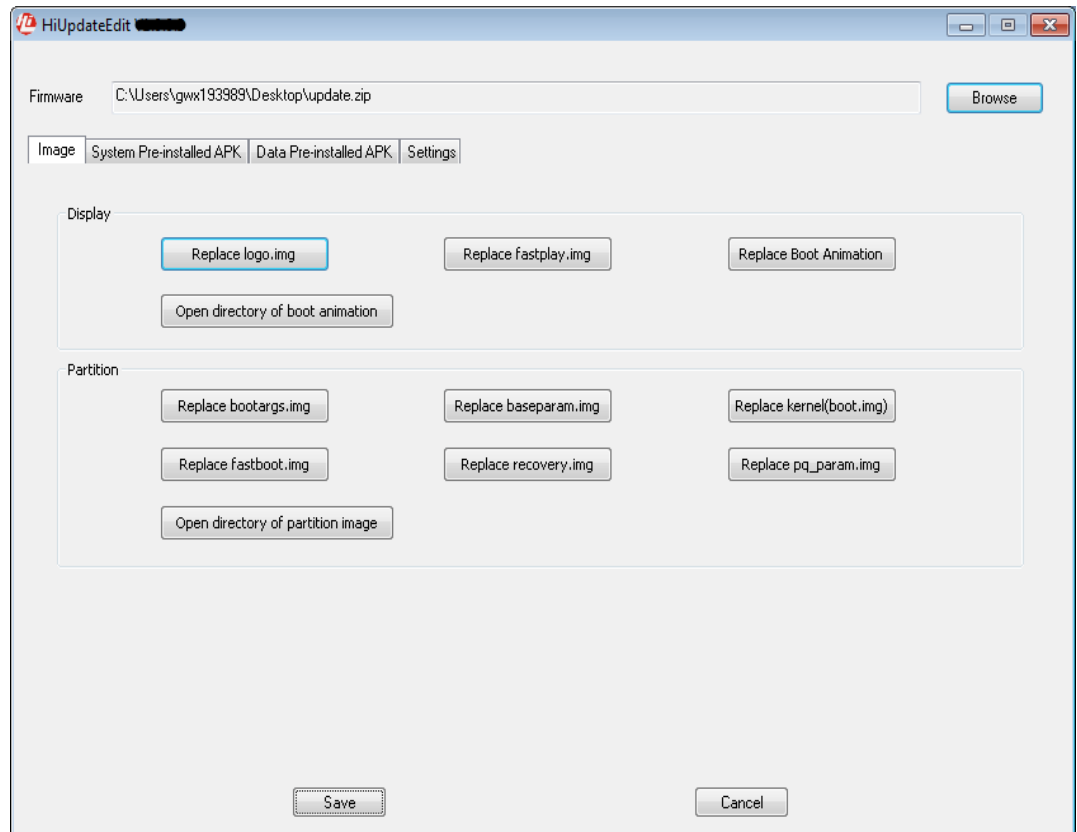 HiUpdateEdit
Firmware C:\Users\gwx193989\Desktop\update.zip Browse
Image System Pre-installed APK Data Pre-installed APK Settings
Display
Replace logo.img Replace fastplay.img Replace Boot Animation
Open directory of boot animation
Partition
Replace bootargs.img Replace baseparam.img Replace kernel(boot.img)
Replace fastboot.img Replace recovery.img Replace pq_param.img
Open directory of partition image
Save Cancel